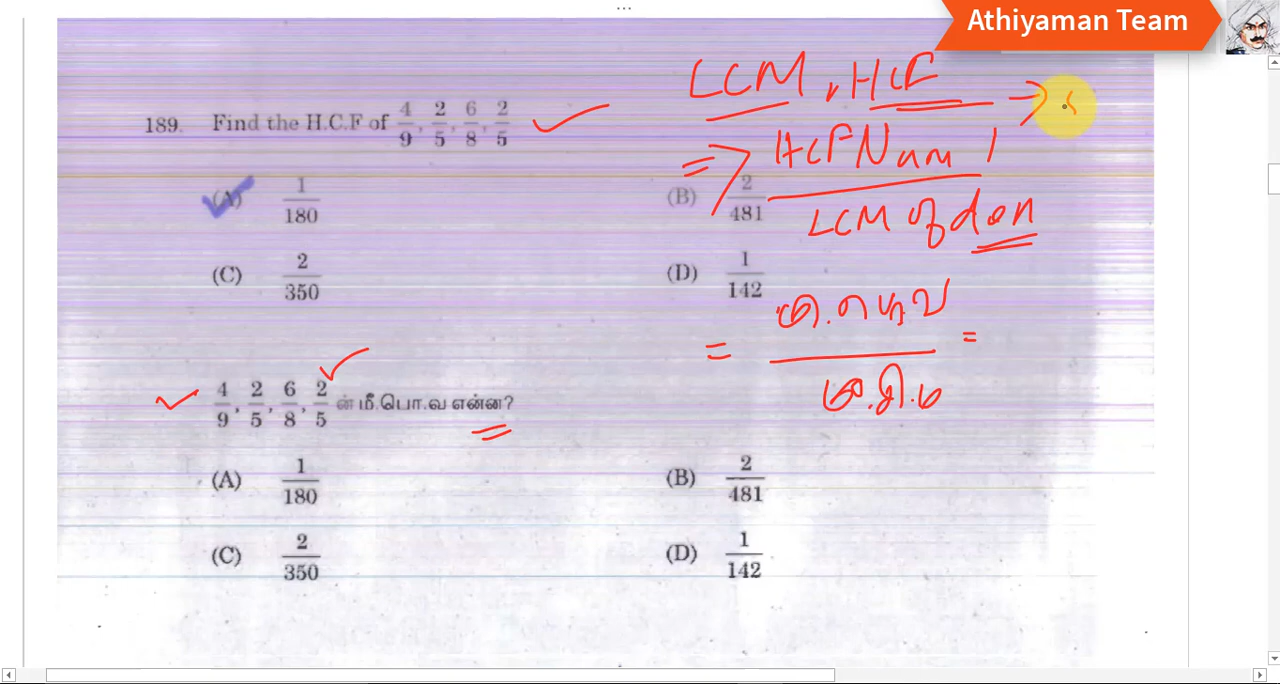 Athiyaman Team
LCM, HCF
189. Find the H.C.F of 4/9, 2/5, 6/8, 2/5
HCF Num
LCM of den
(A) 1/180
(B) 2/481
(C) 2/350
(D) 1/142
=
=
4/9, 2/5, 6/8, 2/5 ன் மீ.பொ.வ என்ன?
(A) 1/180
(B) 2/481
(C) 2/350
(D) 1/142